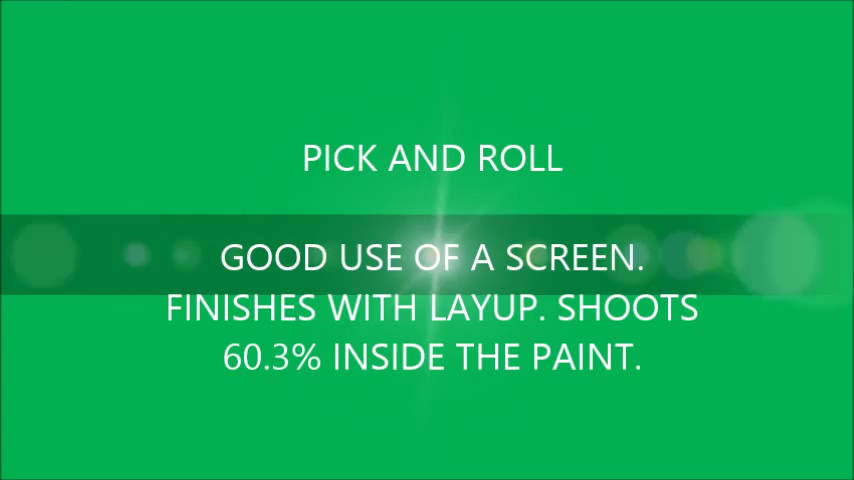 PICK AND ROLL
GOOD USE OF A SCREEN.
FINISHES WITH LAYUP. SHOOTS
60.3% INSIDE THE PAINT.